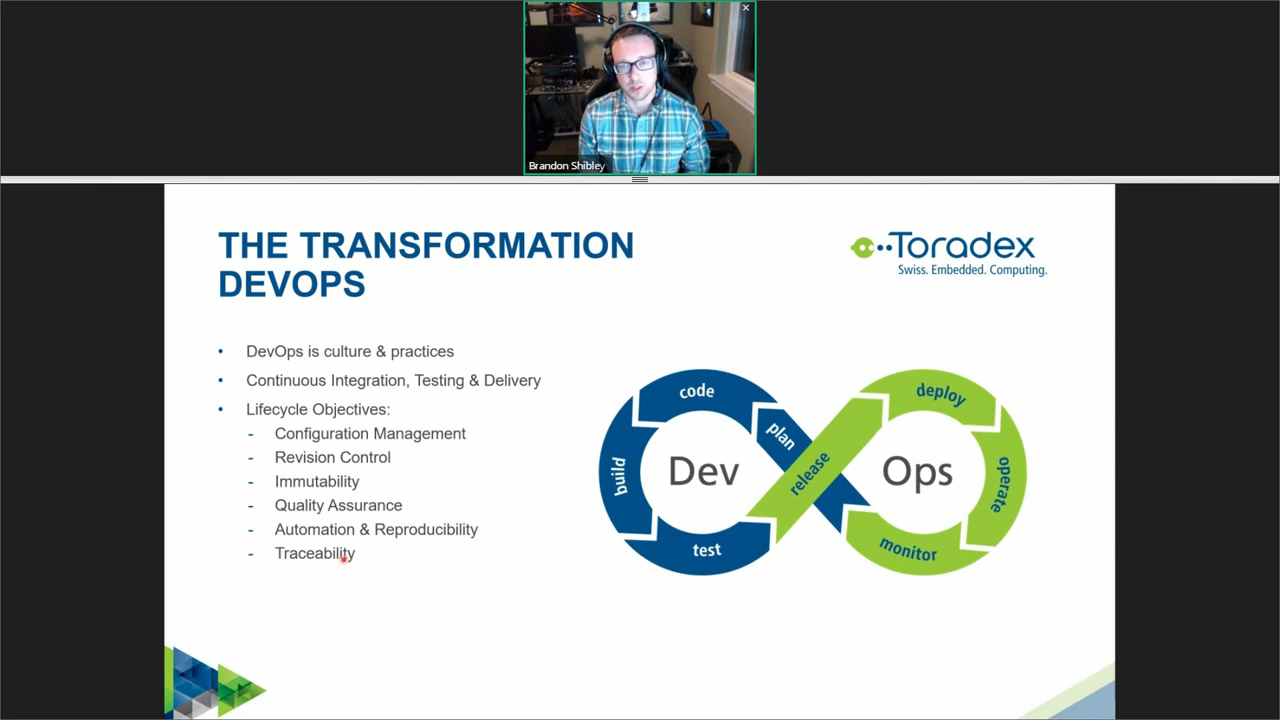 Brandon Shibley
THE TRANSFORMATION
DEVOPS
Toradex
Swiss. Embedded. Computing.
• DevOps is culture & practices
• Continuous Integration, Testing & Delivery
• Lifecycle Objectives:
- Configuration Management
- Revision Control
- Immutability
- Quality Assurance
- Automation & Reproducibility
- Traceability
code
plan
build
Dev
test
release
deploy
Ops
operate
monitor